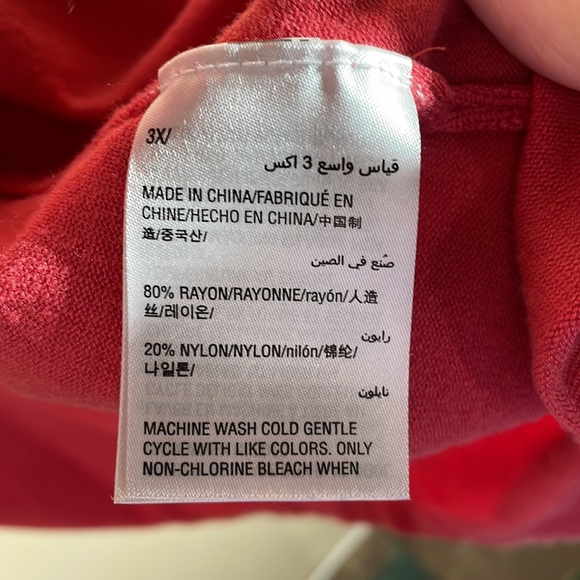 3X/
قياس واسع 3 اكس
MADE IN CHINA/FABRIQUÉ EN
CHINE/HECHO EN CHINA/中国制
造/중국산/
صُنع في الصين
80% RAYON/RAYONNE/rayón/人造
丝/레이온/
رايون
20% NYLON/NYLON/nilón/锦纶/
나일론/
نايلون
MACHINE WASH COLD GENTLE
CYCLE WITH LIKE COLORS. ONLY
NON-CHLORINE BLEACH WHEN